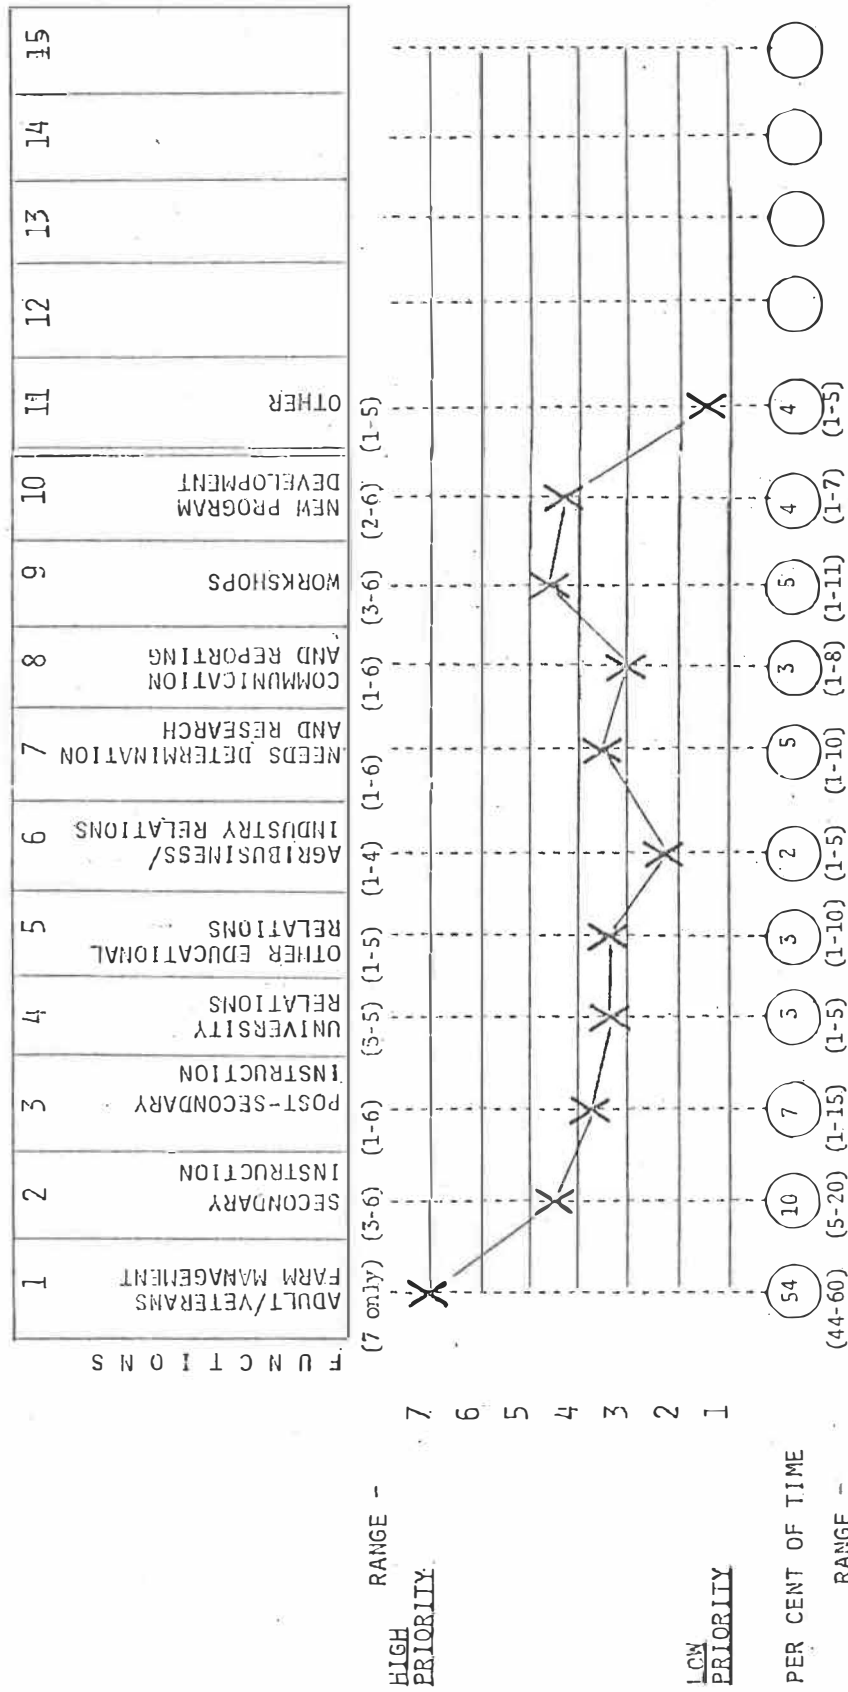 FUNCTIONS
1 2 3 4 5 6 7 8 9 10 11 12 13 14 15
ADULT/VETERANS
FARM MANAGEMENT
SECONDARY
INSTRUCTION
POST-SECONDARY
INSTRUCTION
UNIVERSITY
RELATIONS
OTHER EDUCATIONAL
RELATIONS
AGRIBUSINESS/
INDUSTRY RELATIONS
NEEDS DETERMINATION
AND RESEARCH
COMMUNICATION
AND REPORTING
WORKSHOPS
NEW PROGRAM
DEVELOPMENT
OTHER
RANGE - (7 only) (3-6) (1-6) (3-5) (1-5) (1-4) (1-6) (1-6) (3-6) (2-6) (1-5)
HIGH
PRIORITY
7
6
5
4
3
2
1
LOW
PRIORITY
PER CENT OF TIME 54 10 7 3 3 2 5 3 5 4 4
RANGE - (44-60) (5-20) (1-15) (1-5) (1-10) (1-5) (1-10) (1-8) (1-11) (1-7) (1-5)